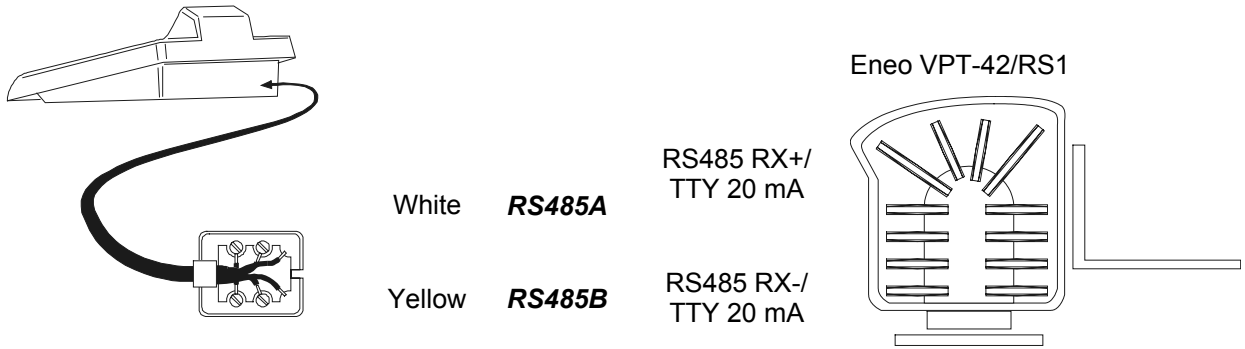 Eneo VPT-42/RS1
White RS485A RS485 RX+/
TTY 20 mA
Yellow RS485B RS485 RX-/
TTY 20 mA